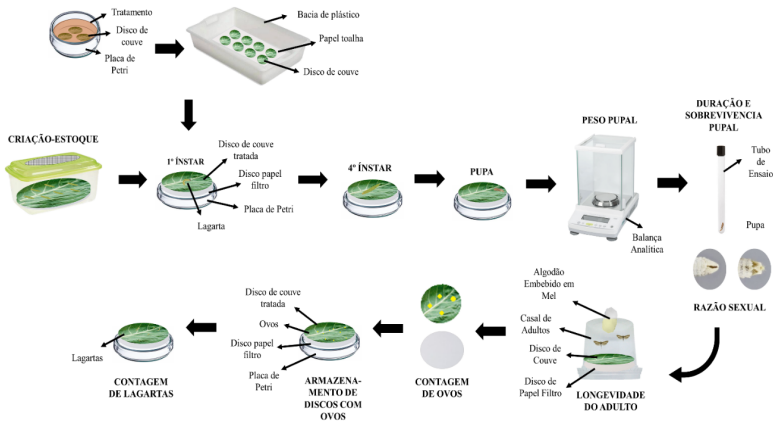 Tratamento
Disco de
couve
Placa de
Petri
Bacia de plástico
Papel toalha
Disco de couve
CRIAÇÃO-ESTOQUE
1º ÍNSTAR
Disco de couve
tratada
Disco papel
filtro
Placa de Petri
Lagarta
4º ÍNSTAR
PUPA
PESO PUPAL
Balança
Analítica
DURAÇÃO E
SOBREVIVENCIA
PUPAL
Tubo
de
Ensaio
Pupa
RAZÃO SEXUAL
Algodão
Embebido em
Mel
Casal de
Adultos
Disco de
Couve
Disco de
Papel Filtro
LONGEVIDADE
DO ADULTO
CONTAGEM
DE OVOS
Disco de couve
tratada
Ovos
Disco papel
filtro
Placa de
Petri
ARMAZENA-
MENTO DE
DISCOS COM
OVOS
Lagartas
CONTAGEM
DE LAGARTAS